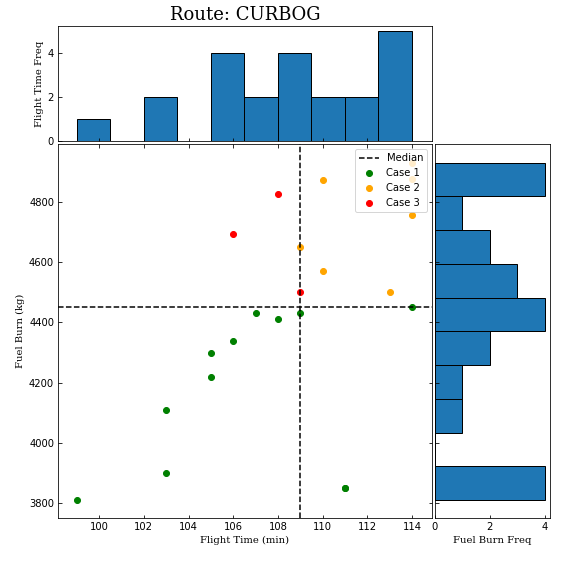 Route: CURBOG
Flight Time Freq
4
2
0
Median
Case 1
Case 2
Case 3
Fuel Burn (kg)
4800
4600
4400
4200
4000
3800
100 102 104 106 108 110 112 114
Flight Time (min)
0 2 4
Fuel Burn Freq